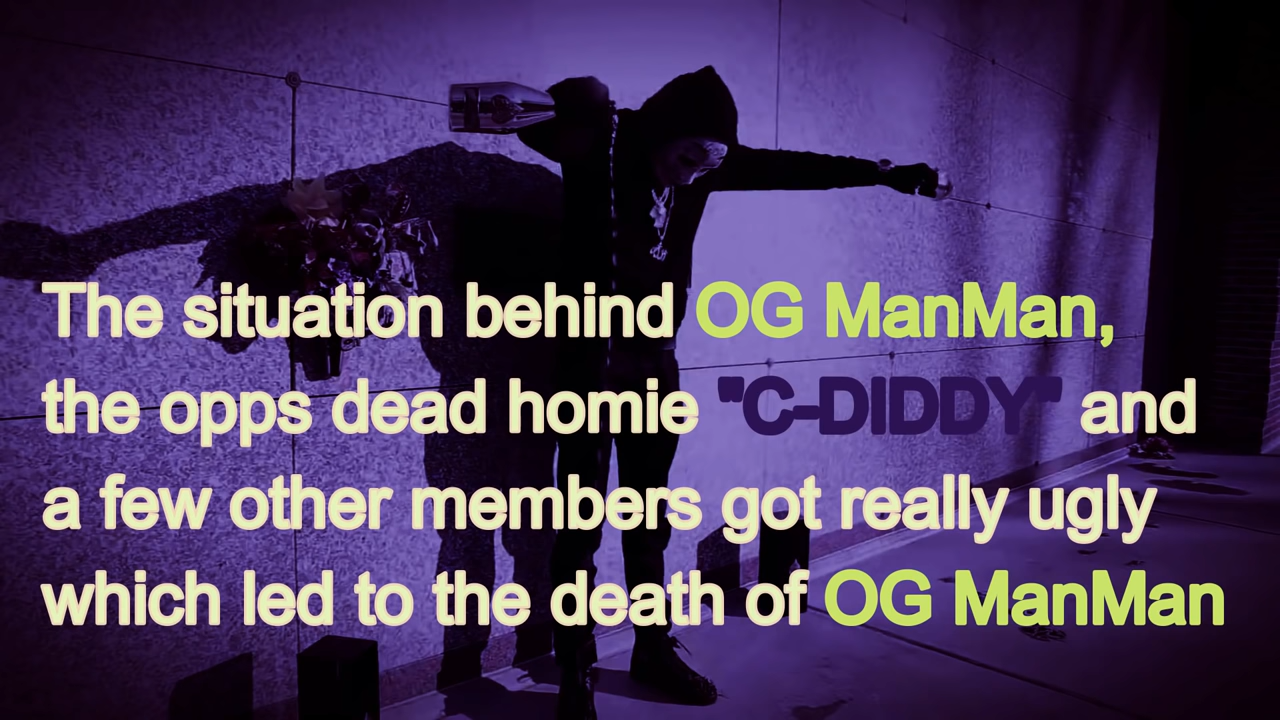 The situation behind OG ManMan,
the opps dead homie "C-DIDDY" and
a few other members got really ugly
which led to the death of OG ManMan